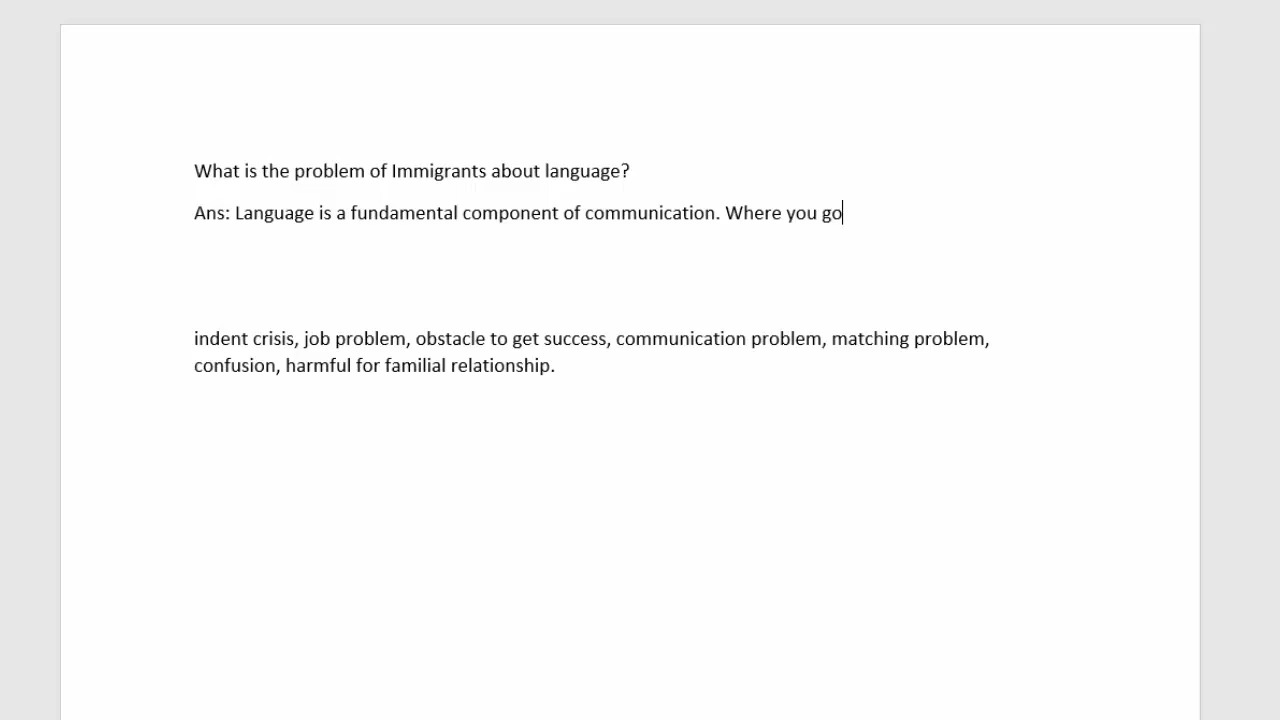 What is the problem of Immigrants about language?
Ans: Language is a fundamental component of communication. Where you go
indent crisis, job problem, obstacle to get success, communication problem, matching problem,
confusion, harmful for familial relationship.